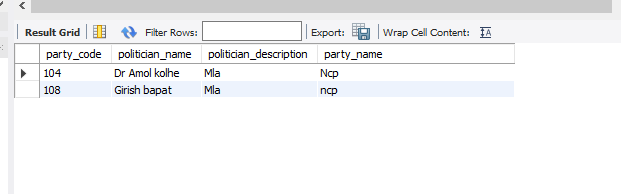 Result Grid Filter Rows: Export: Wrap Cell Content:
party_code politician_name politician_description party_name
104 Dr Amol kolhe Mla Ncp
108 Girish bapat Mla ncp